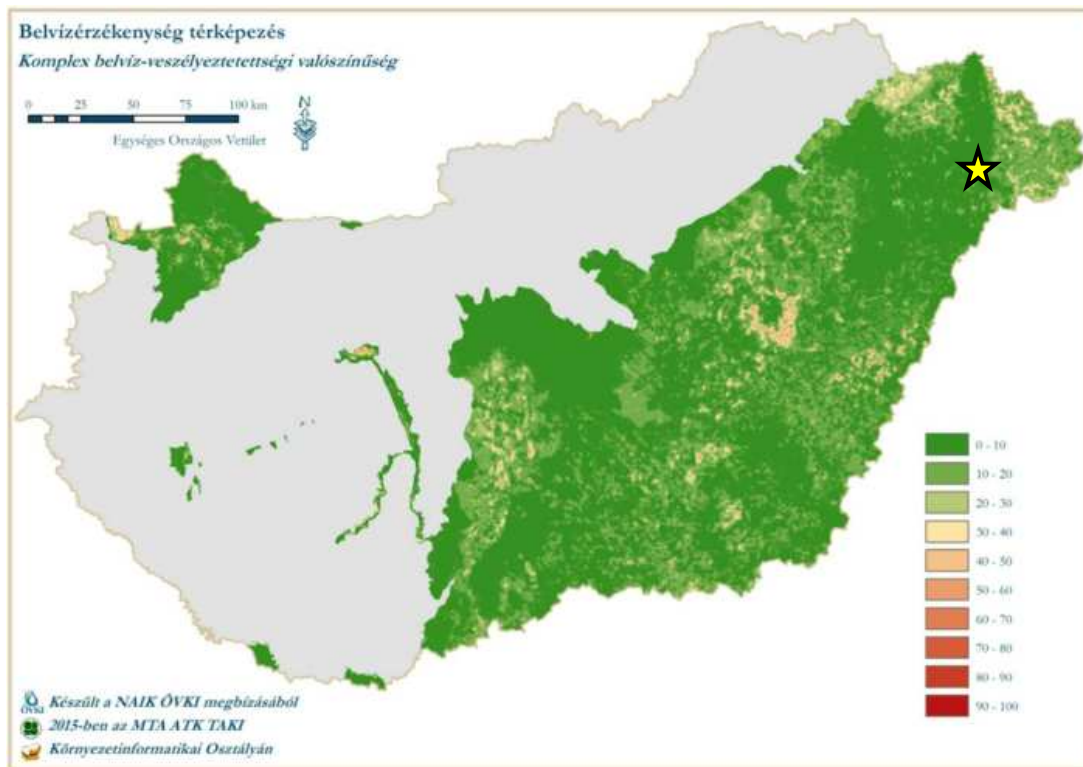 Belvízérzékenység térképezés
Komplex belvíz-veszélyeztetettségi valószínűség
0 25 50 75 100 km
N
Egységes Országos Vetület
0 - 10
10 - 20
20 - 30
30 - 40
40 - 50
50 - 60
60 - 70
70 - 80
80 - 90
90 - 100
ÖVKI
Készült a NAIK ÖVKI megbízásából
2015-ben az MTA ATK TAKI
Környezetinformatikai Osztályán